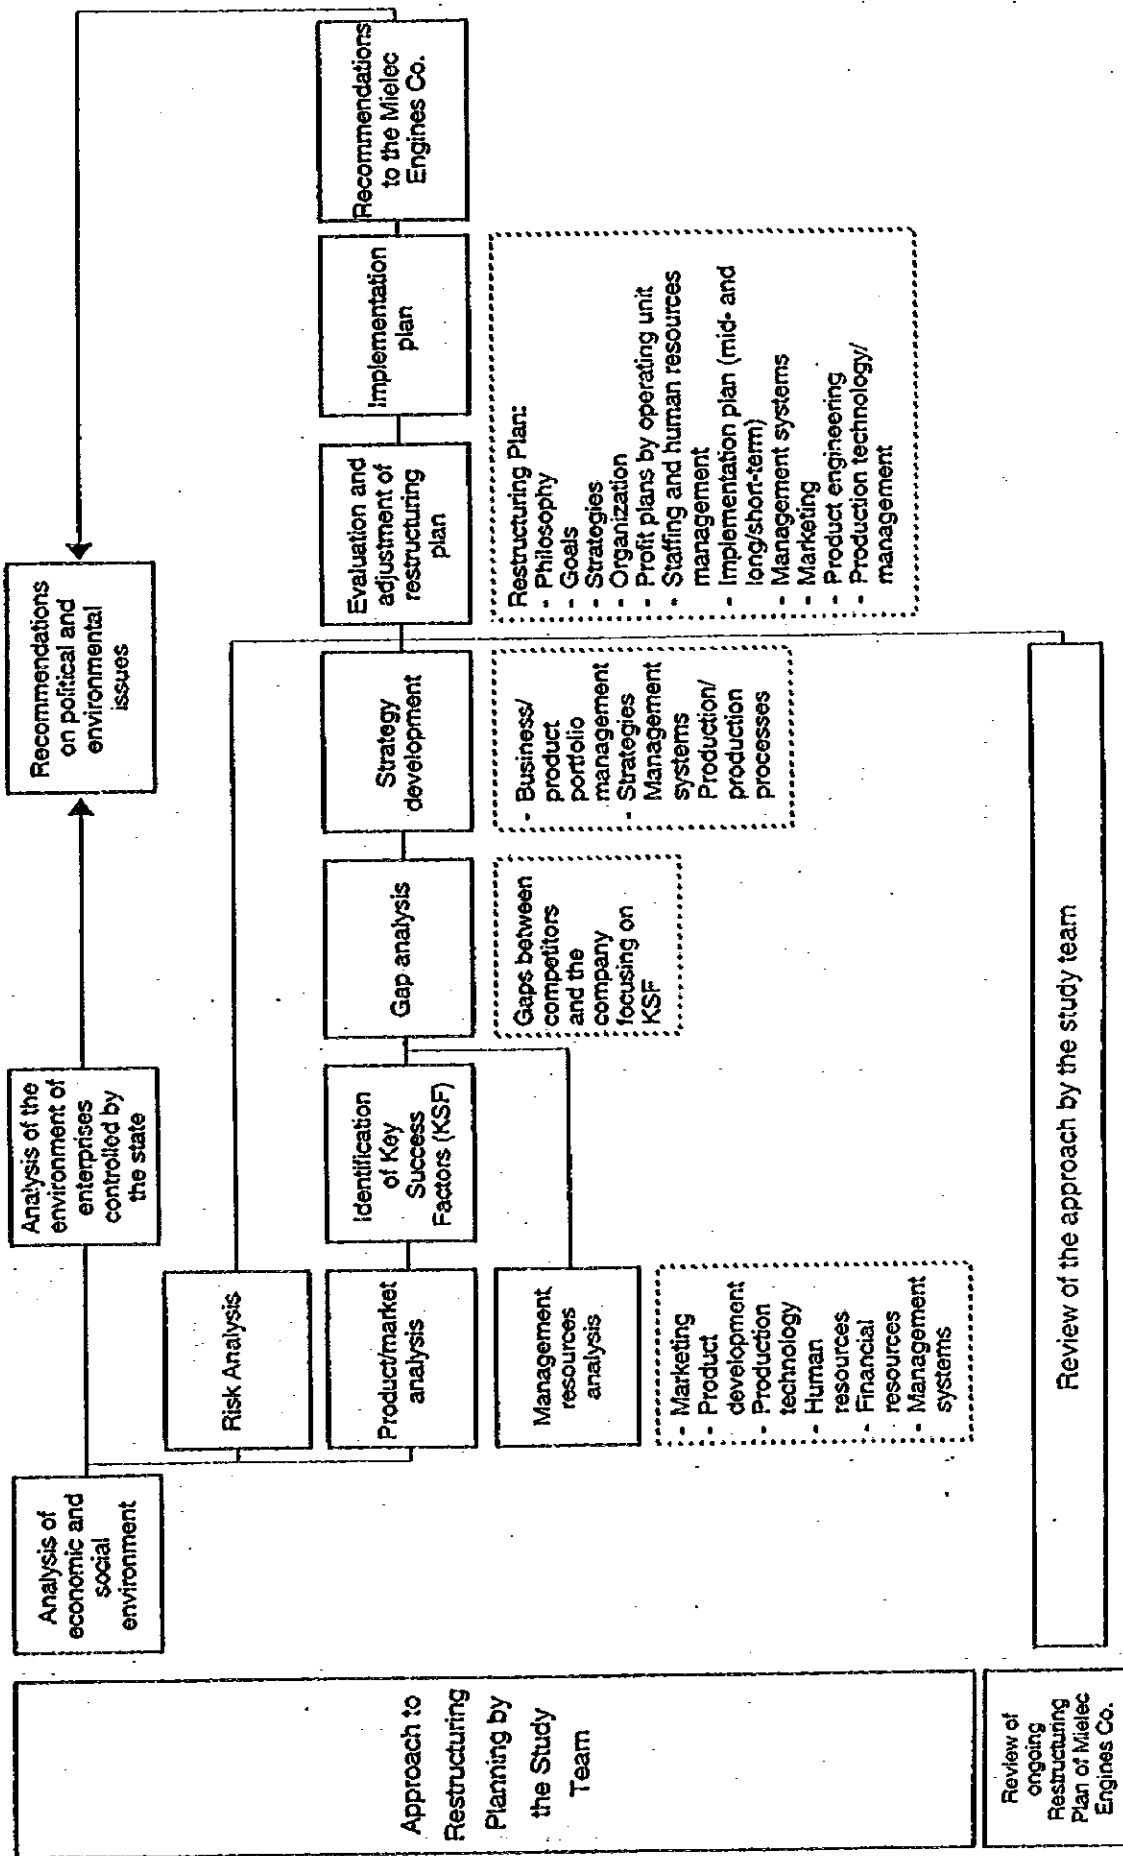 Approach to
Restructuring
Planning by
the Study
Team
Analysis of
economic and
social
environment
Analysis of the
environment of
enterprises
controlled by
the state
Recommendations
on political and
environmental
issues
Risk Analysis
Product/market
analysis
Identification
of Key
Success
Factors (KSF)
Gap analysis
Strategy
development
Evaluation and
adjustment of
restructuring
plan
Implementation
plan
Recommendations
to the Mielec
Engines Co.
Management
resources
analysis
Gaps between
competitors
and the
company
focusing on
KSF
- Business/
product
portfolio
management
- Strategies
Management
systems
Production/
production
processes
Restructuring Plan:
- Philosophy
- Goals
- Strategies
- Organization
- Profit plans by operating unit
- Staffing and human resources
management
- Implementation plan (mid- and
long/short-term)
- Management systems
- Marketing
- Product engineering
- Production technology/
management
- Marketing
- Product
development
- Production
technology
- Human
resources
- Financial
resources
- Management
systems
Review of
ongoing
Restructuring
Plan of Mielec
Engines Co.
Review of the approach by the study team